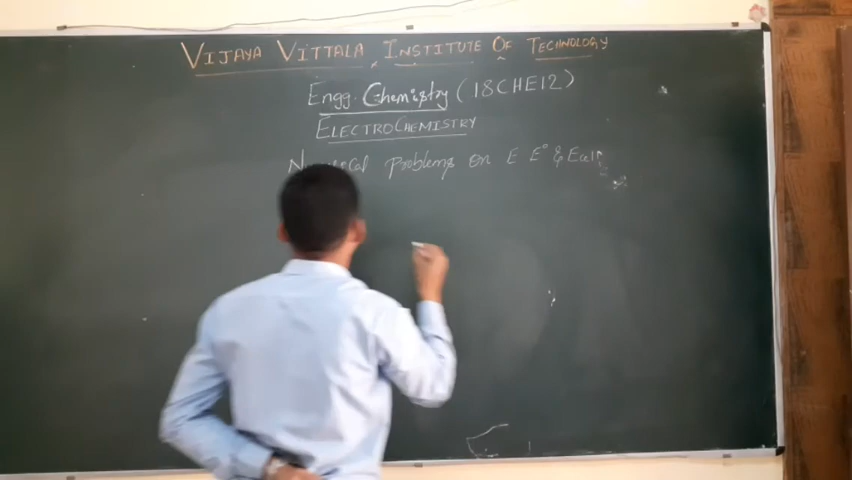 VIJAYA VITTALA INSTITUTE OF TECHNOLOGY
Engg. Chemistry (18CHE12)
ELECTROCHEMISTRY
Problems on E E° & Ecell